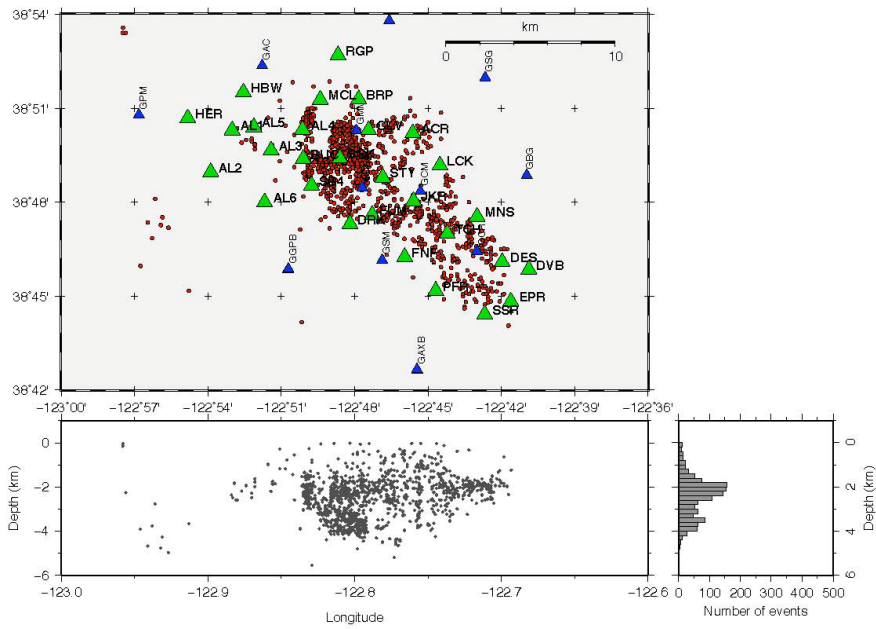 38°54'
38°51'
38°48'
38°45'
38°42'
km
0 10
RGP
GAC
GSG
HBW
MCL
BRP
GPM
HER
AL5
AL4
ACR
AL3
LCK
GBG
AL2
STY
GCM
AL6
JKR
MNS
DRK
TCH
GGPB
GSM
FNF
DES
DVB
PFR
EPR
SSR
GAXB
−123°00' −122°57' −122°54' −122°51' −122°48' −122°45' −122°42' −122°39' −122°36'
Depth (km)
0
−2
−4
−6
−123.0 −122.9 −122.8 −122.7 −122.6
Longitude
0
2
4
6
Depth (km)
0 100 200 300 400 500
Number of events